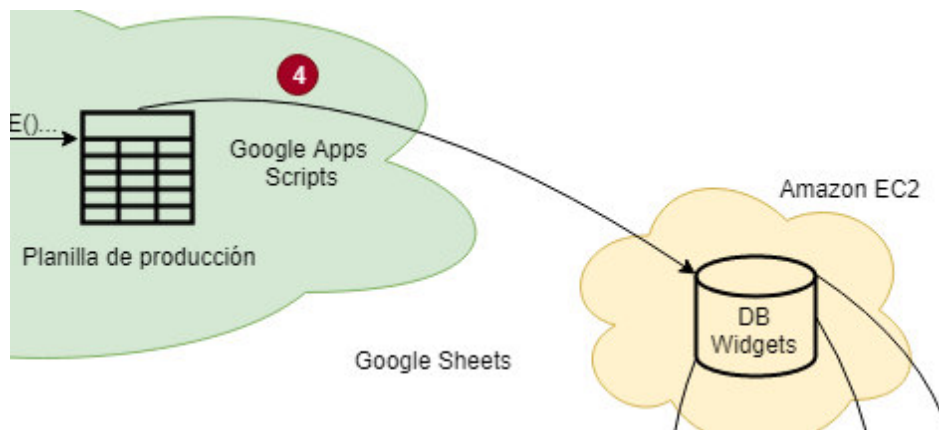 4
E()...
Google Apps
Scripts
Planilla de producción
Amazon EC2
DB
Widgets
Google Sheets